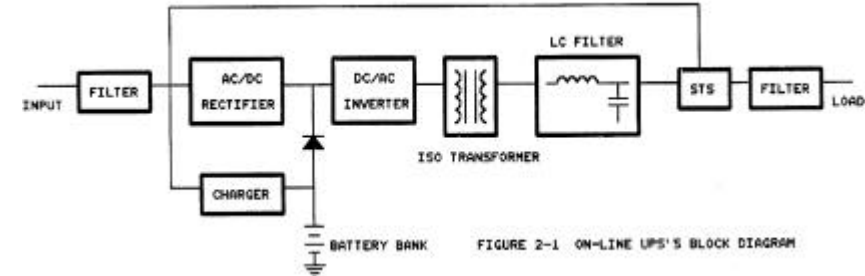 LC FILTER
INPUT
FILTER
AC/DC
RECTIFIER
DC/AC
INVERTER
STS
FILTER
LOAD
ISO TRANSFORMER
CHARGER
BATTERY BANK
FIGURE 2-1 ON-LINE UPS'S BLOCK DIAGRAM